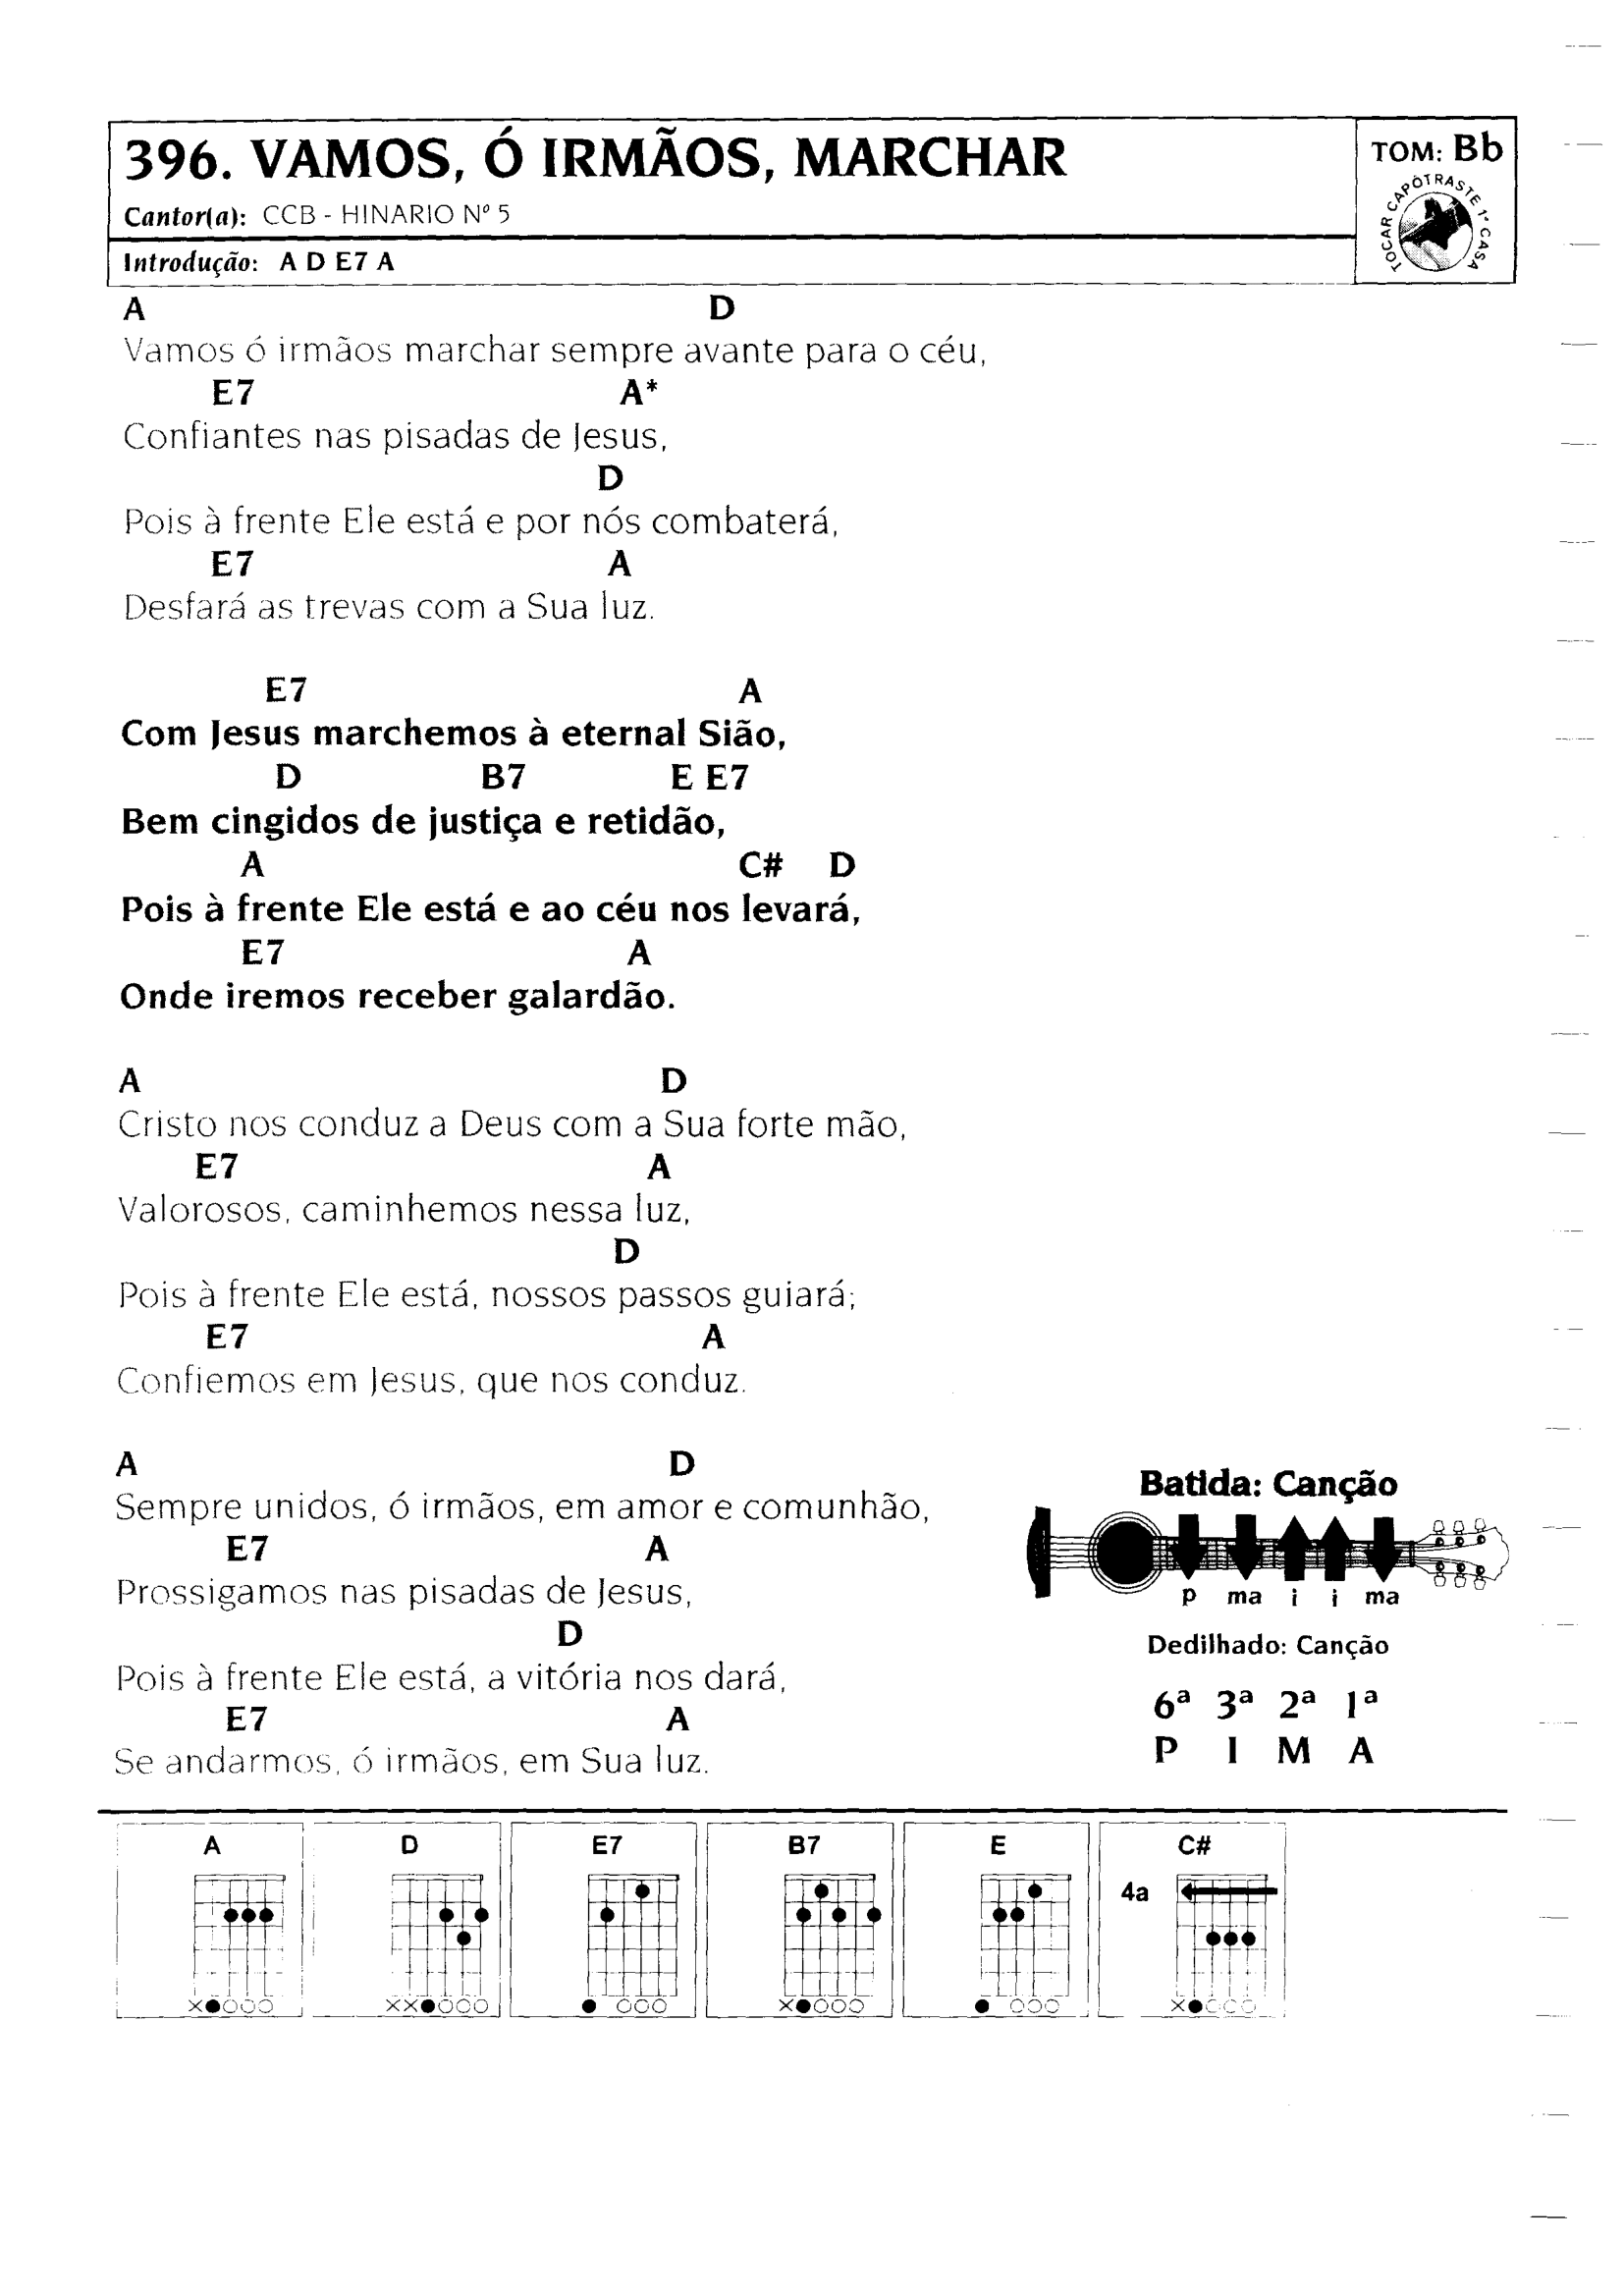 396. VAMOS, Ó IRMÃOS, MARCHAR
Cantor(a): CCB - HINARIO Nº 5
Introdução: A D E7 A
TOM: Bb
TOCAR CAPÔTRASTE 1ª CASA
A D
Vamos ó irmãos marchar sempre avante para o céu,
E7 A*
Confiantes nas pisadas de Jesus,
D
Pois à frente Ele está e por nós combaterá,
E7 A
Desfará as trevas com a Sua luz.
E7 A
Com Jesus marchemos à eternal Sião,
D B7 E E7
Bem cingidos de justiça e retidão,
A C# D
Pois à frente Ele está e ao céu nos levará,
E7 A
Onde iremos receber galardão.
A D
Cristo nos conduz a Deus com a Sua forte mão,
E7 A
Valorosos, caminhemos nessa luz,
D
Pois à frente Ele está, nossos passos guiará;
E7 A
Confiemos em Jesus, que nos conduz.
A D
Sempre unidos, ó irmãos, em amor e comunhão,
E7 A
Prossigamos nas pisadas de Jesus,
D
Pois à frente Ele está, a vitória nos dará,
E7 A
Se andarmos, ó irmãos, em Sua luz.
Batida: Canção
p ma i i ma
Dedilhado: Canção
6ª 3ª 2ª 1ª
P I M A
A D E7 B7 E C#
4a